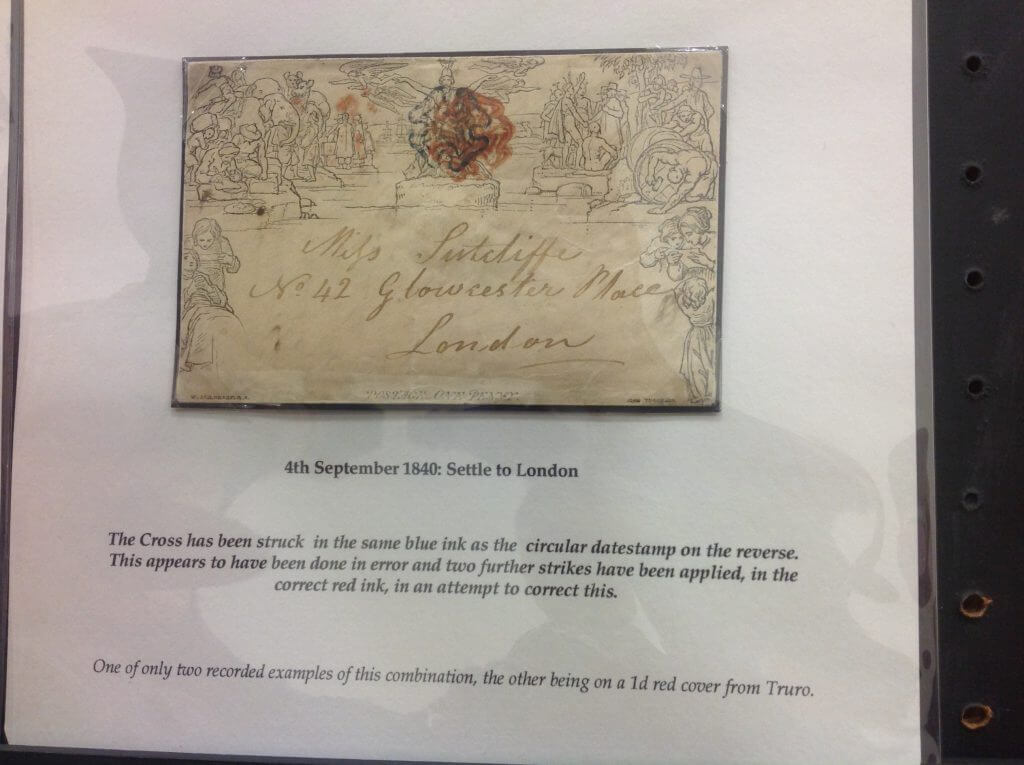 Miss Sutcliffe
No 42 Glowcester Place
London
POSTAGE ONE PENNY
4th September 1840: Settle to London
The Cross has been struck in the same blue ink as the circular datestamp on the reverse.
This appears to have been done in error and two further strikes have been applied, in the
correct red ink, in an attempt to correct this.
One of only two recorded examples of this combination, the other being on a 1d red cover from Truro.